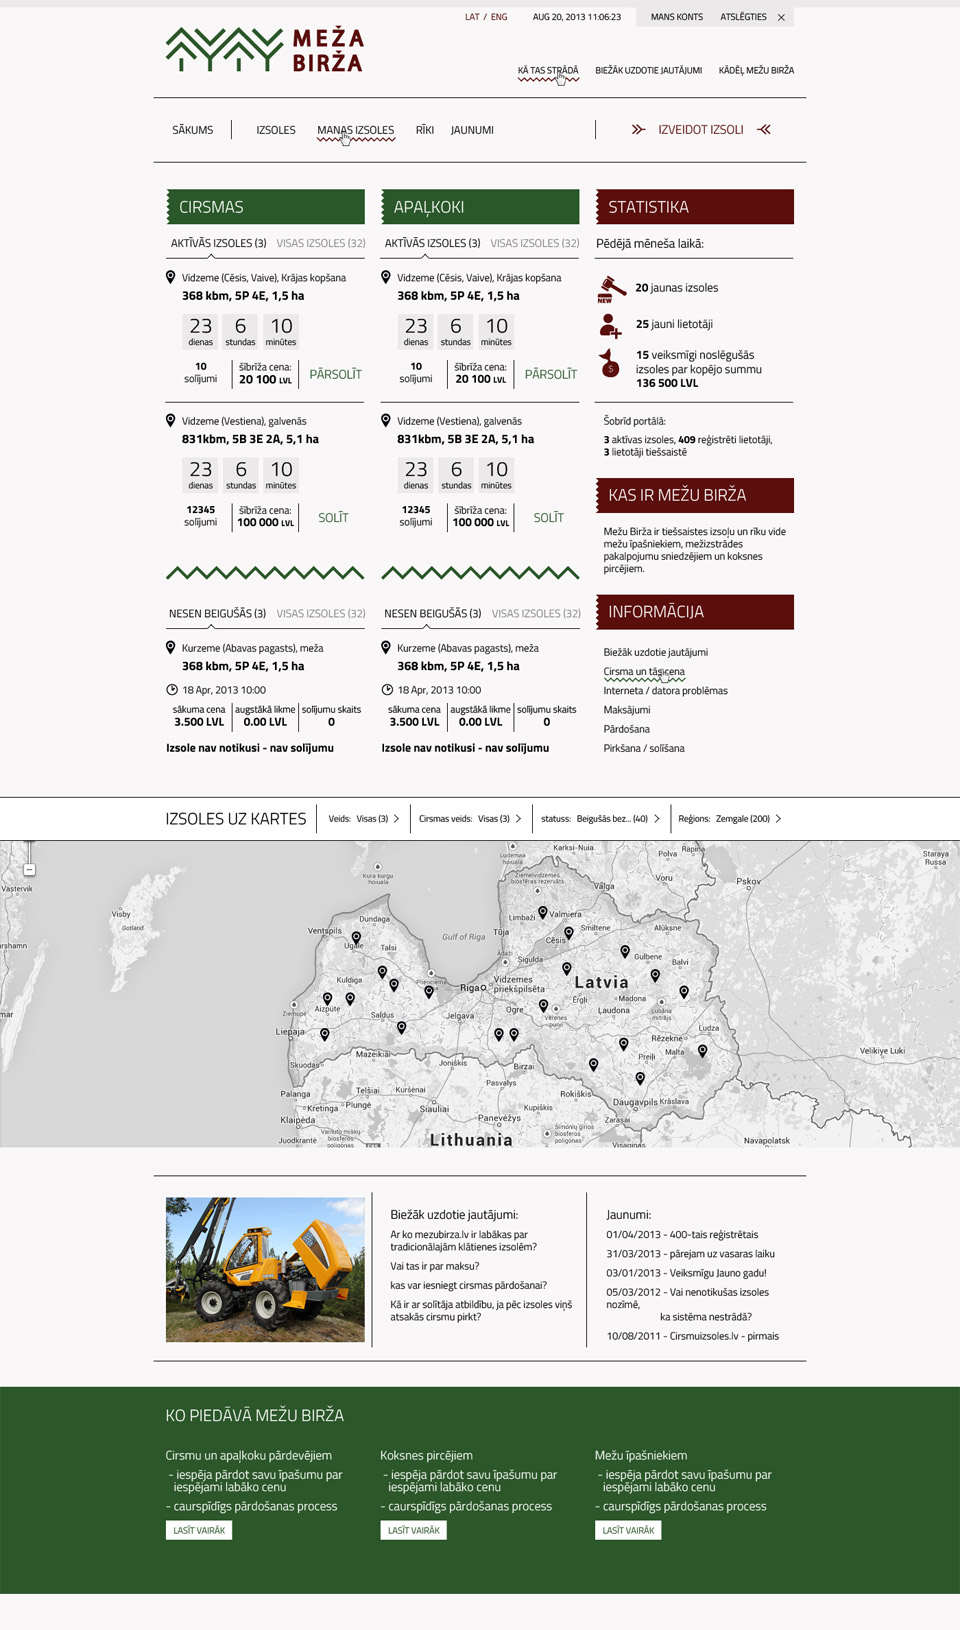 LAT / ENG
AUG 20, 2013 11:06:23
MANS KONTS
ATSLĒGTIES
MEŽA
BIRŽA
KĀ TAS STRĀDĀ
BIEŽĀK UZDOTIE JAUTĀJUMI
KĀDĒĻ MEŽU BIRŽA
SĀKUMS
IZSOLES
MANAS IZSOLES
RĪKI
JAUNUMI
IZVEIDOT IZSOLI
CIRSMAS
AKTĪVĀS IZSOLES (3) VISAS IZSOLES (32)
Vidzeme (Cēsis, Vaive), Krājas kopšana
368 kbm, 5P 4E, 1,5 ha
23 6 10
dienas stundas minūtes
10 solījumi
šībrīža cena: 20 100 LVL
PĀRSOLĪT
Vidzeme (Vestiena), galvenās
831kbm, 5B 3E 2A, 5,1 ha
23 6 10
dienas stundas minūtes
12345 solījumi
šībrīža cena: 100 000 LVL
SOLĪT
NESEN BEIGUŠĀS (3) VISAS IZSOLES (32)
Kurzeme (Abavas pagasts), meža
368 kbm, 5P 4E, 1,5 ha
18 Apr, 2013 10:00
sākuma cena augstākā likme solījumu skaits
3.500 LVL 0.00 LVL 0
Izsole nav notikusi - nav solījumu
APAĻKOKI
AKTĪVĀS IZSOLES (3) VISAS IZSOLES (32)
Vidzeme (Cēsis, Vaive), Krājas kopšana
368 kbm, 5P 4E, 1,5 ha
23 6 10
dienas stundas minūtes
10 solījumi
šībrīža cena: 20 100 LVL
PĀRSOLĪT
Vidzeme (Vestiena), galvenās
831kbm, 5B 3E 2A, 5,1 ha
23 6 10
dienas stundas minūtes
12345 solījumi
šībrīža cena: 100 000 LVL
SOLĪT
NESEN BEIGUŠĀS (3) VISAS IZSOLES (32)
Kurzeme (Abavas pagasts), meža
368 kbm, 5P 4E, 1,5 ha
18 Apr, 2013 10:00
sākuma cena augstākā likme solījumu skaits
3.500 LVL 0.00 LVL 0
Izsole nav notikusi - nav solījumu
STATISTIKA
Pēdējā mēneša laikā:
NEW
20 jaunas izsoles
25 jauni lietotāji
$
15 veiksmīgi noslēgušās
izsoles par kopējo summu
136 500 LVL
Šobrīd portālā:
3 aktīvas izsoles, 409 reģistrēti lietotāji,
3 lietotāji tiešsaistē
KAS IR MEŽU BIRŽA
Mežu Birža ir tiešsaistes izsoļu un rīku vide
mežu īpašniekiem, mežizstrādes
pakalpojumu sniedzējiem un koksnes
pircējiem.
INFORMĀCIJA
Biežāk uzdotie jautājumi
Cirsma un tās cena
Interneta / datora problēmas
Maksājumi
Pārdošana
Pirkšana / solīšana
IZSOLES UZ KARTES
Veids: Visas (3)
Cirsmas veids: Visas (3)
statuss: Beigušās bez... (40)
Reģions: Zemgale (200)
Karksi-Nuia
Räpina
Polva
Staraya
Russa
Kura kurgu
hoiuala
Luitemaa
hoiuala
Ziemeļvidzemes
biosfēras rezervāts
Valga
Voru
Pskov
Västervik
Visby
Gotland
Dundaga
Ventspils
Ugāle
Talsi
Gulf of Riga
Tūja
Limbaži
Valmiera
Smiltene
Alūksne
Cēsis
Gulbene
Balvi
Sigulda
Ādaži
Kuldīga
Riga
Vidzemes
priekšpilsēta
Latvia
Aizpute
Saldus
Jelgava
Ogre
Ērgļi
Madona
Ļaudona
Lubāna
mitrājs
Ziemupe
Liepāja
Ludza
Rēzekne
Malta
Preiļi
Velikiye Luki
Skuodas
Mazeikiai
Joniškis
Birzai
Palanga
Telšiai
Kuršėnai
Pasvalys
Rokiškis
Kretinga
Plungė
Šiauliai
Kupiškis
Daugavpils
Krāslava
Klaipėda
Panevėžys
Zarasai
Juodkrantė
Lithuania
Visaginas
Navapolatsk
Biežāk uzdotie jautājumi:
Ar ko mezubirza.lv ir labākas par
tradicionālajām klātienes izsolēm?
Vai tas ir par maksu?
kas var iesniegt cirsmas pārdošanai?
Kā ir ar solītāja atbildību, ja pēc izsoles viņš
atsakās cirsmu pirkt?
Jaunumi:
01/04/2013 - 400-tais reģistrētais
31/03/2013 - pārejam uz vasaras laiku
03/01/2013 - Veiksmīgu Jauno gadu!
05/03/2012 - Vai nenotikušas izsoles
nozīmē,
ka sistēma nestrādā?
10/08/2011 - Cirsmuizsoles.lv - pirmais
KO PIEDĀVĀ MEŽU BIRŽA
Cirsmu un apaļkoku pārdevējiem
- iespēja pārdot savu īpašumu par
iespējami labāko cenu
- caurspīdīgs pārdošanas process
LASĪT VAIRĀK
Koksnes pircējiem
- iespēja pārdot savu īpašumu par
iespējami labāko cenu
- caurspīdīgs pārdošanas process
LASĪT VAIRĀK
Mežu īpašniekiem
- iespēja pārdot savu īpašumu par
iespējami labāko cenu
- caurspīdīgs pārdošanas process
LASĪT VAIRĀK